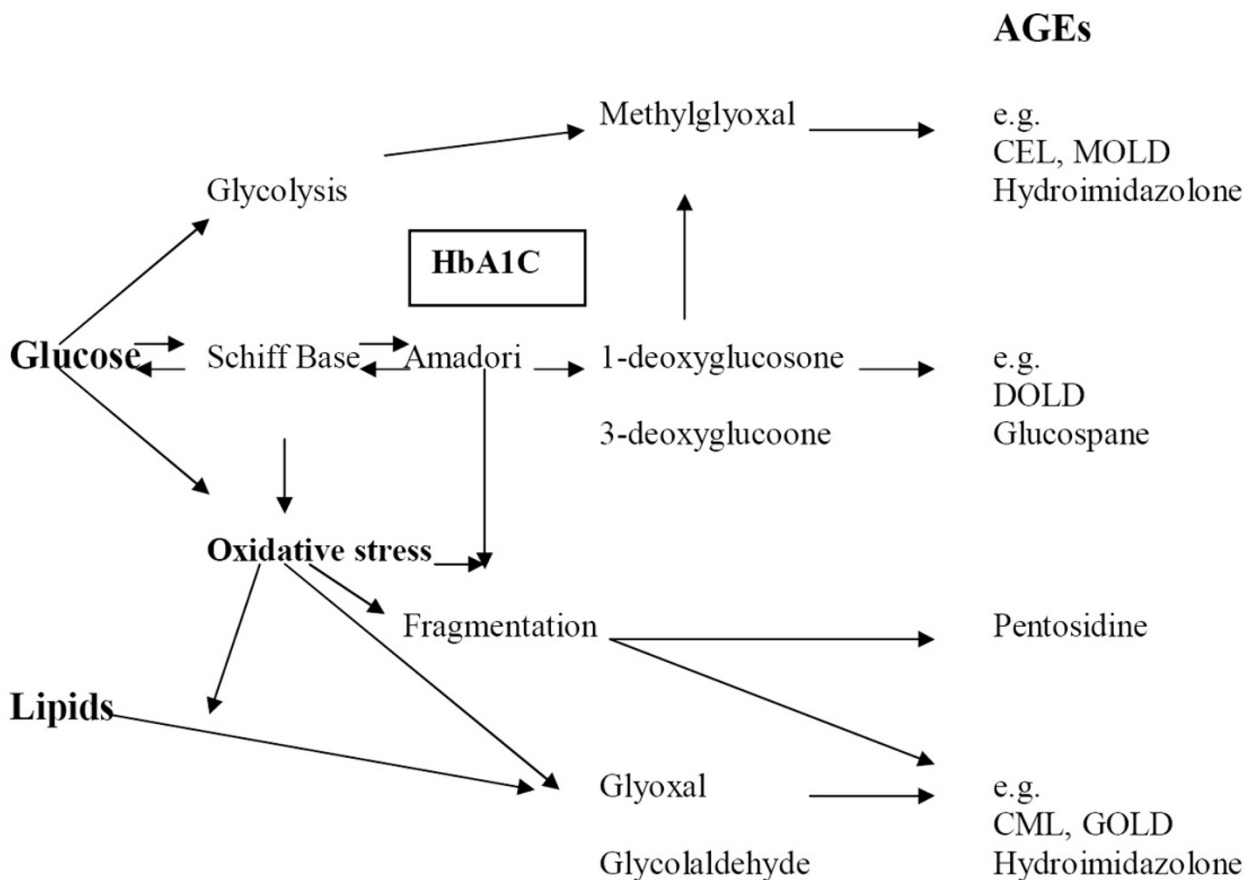 AGEs
Methylglyoxal
e.g.
CEL, MOLD
Hydroimidazolone
Glycolysis
HbA1C
Glucose
Schiff Base
Amadori
1-deoxyglucosone
3-deoxyglucoone
e.g.
DOLD
Glucospane
Oxidative stress
Fragmentation
Pentosidine
Lipids
Glyoxal
Glycolaldehyde
e.g.
CML, GOLD
Hydroimidazolone